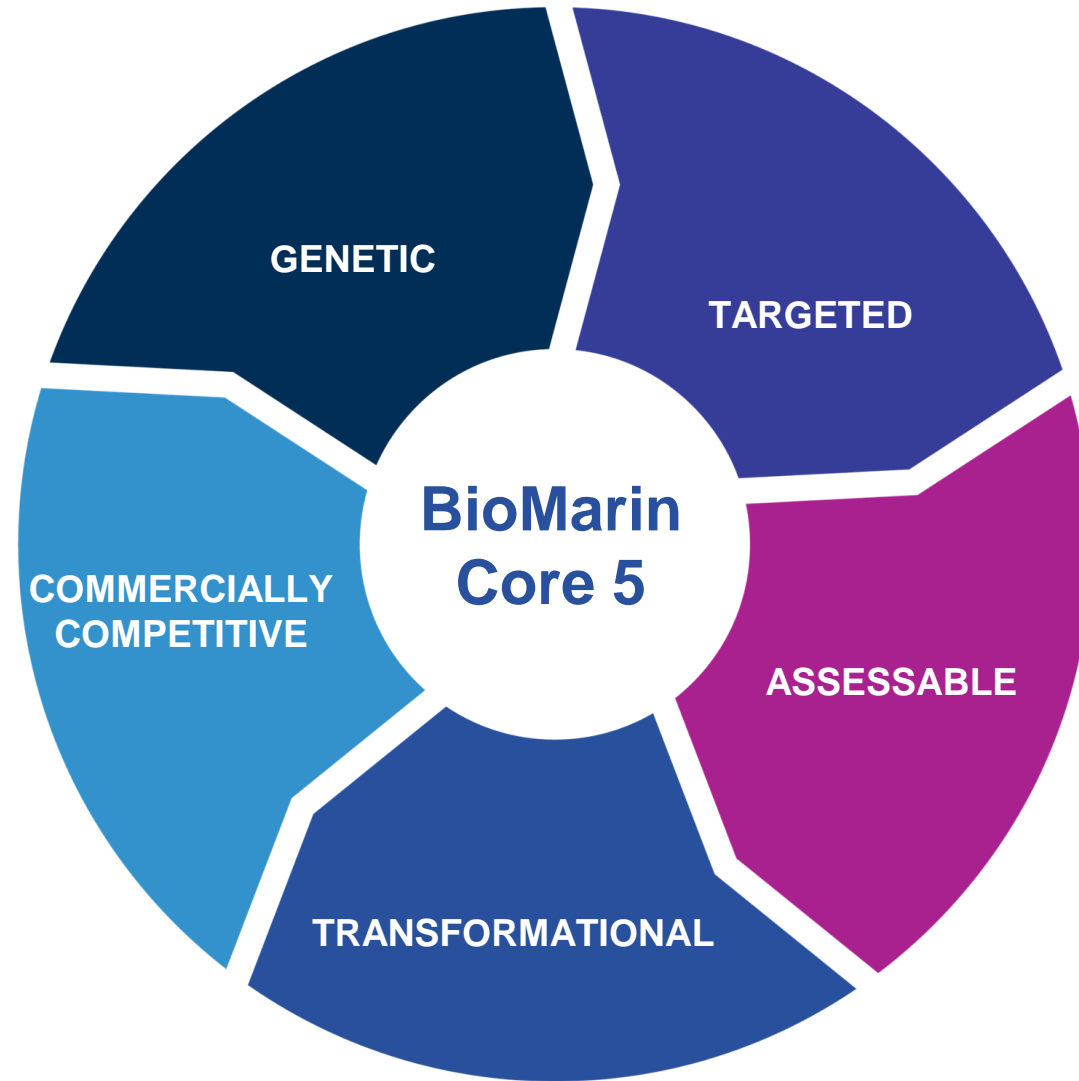 GENETIC
TARGETED
BioMarin
Core 5
COMMERCIALLY
COMPETITIVE
ASSESSABLE
TRANSFORMATIONAL